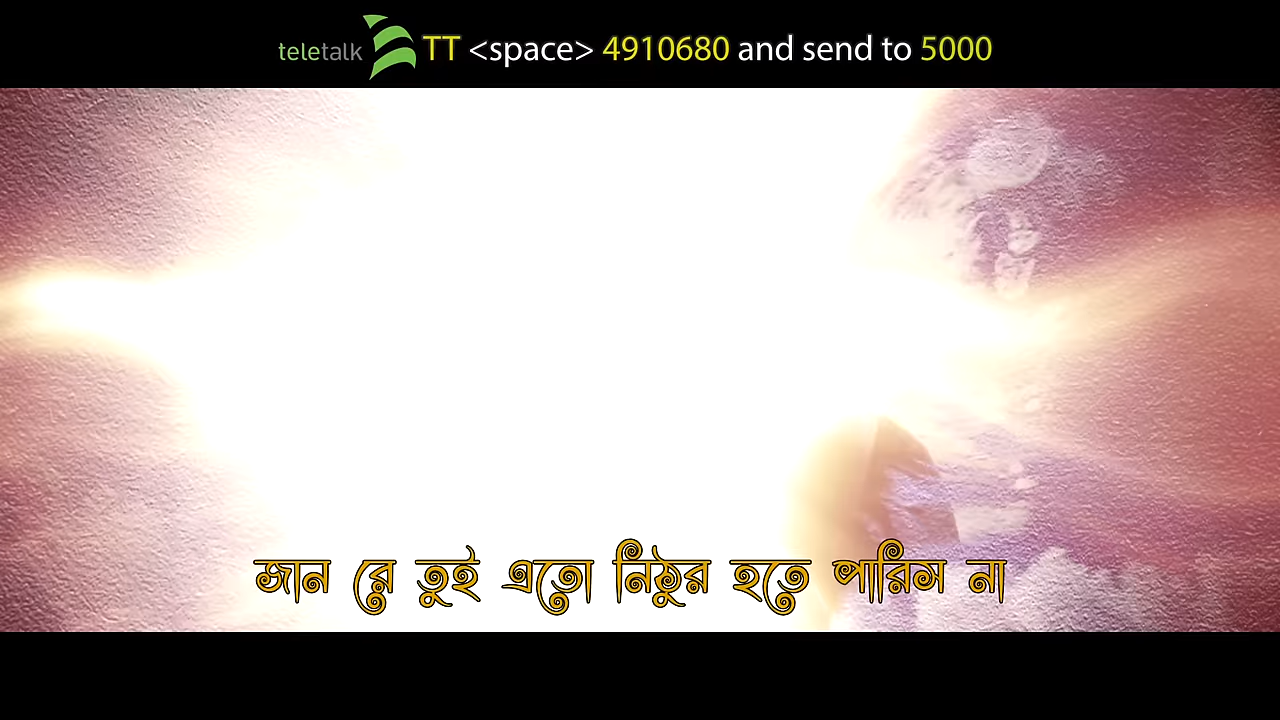 teletalk TT <space> 4910680 and send to 5000
জান রে তুই এতো নিঠুর হতে পারিস না